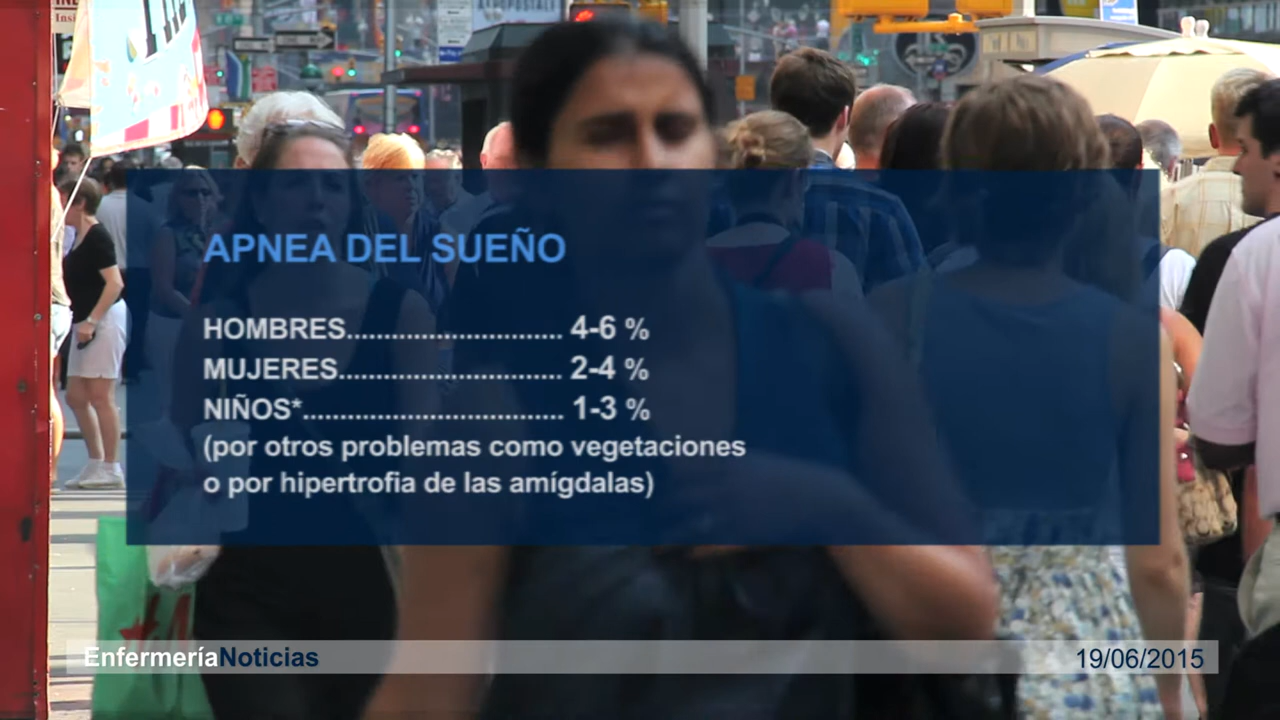 APNEA DEL SUEÑO
HOMBRES............................. 4-6 %
MUJERES.............................. 2-4 %
NIÑOS*................................... 1-3 %
(por otros problemas como vegetaciones
o por hipertrofia de las amígdalas)
EnfermeríaNoticias
19/06/2015